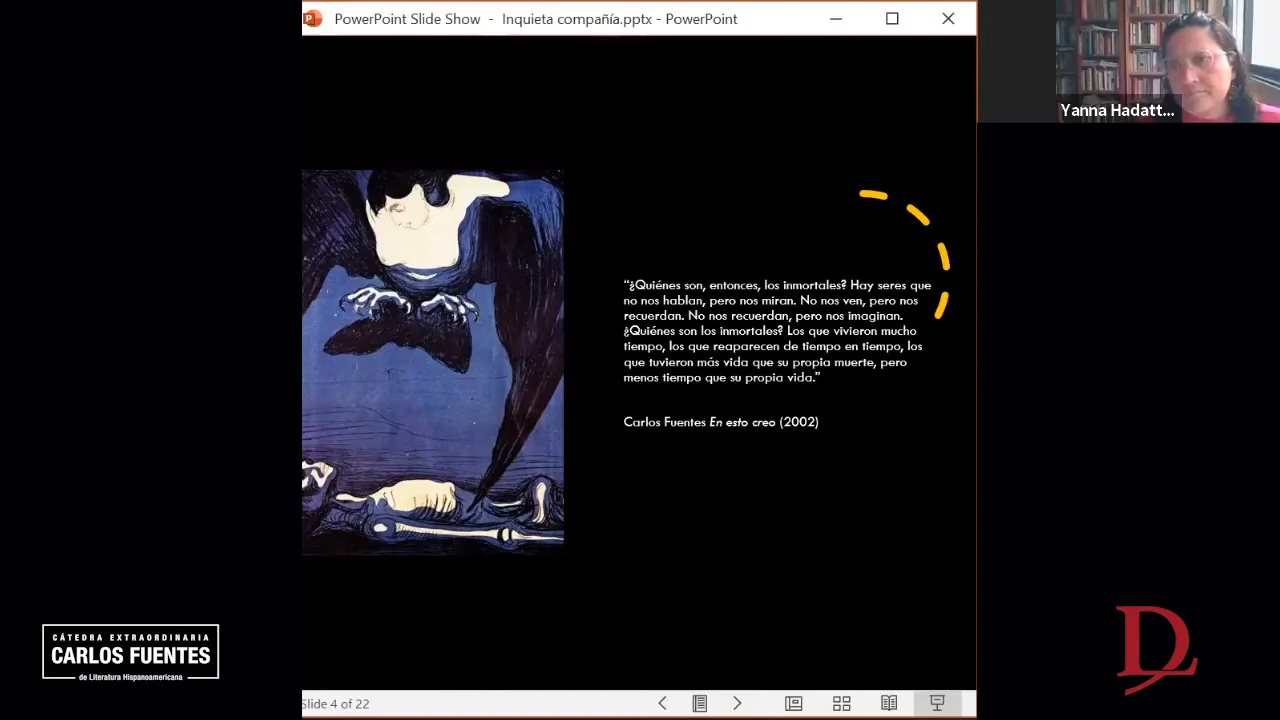 PowerPoint Slide Show - Inquieta compañía.pptx - PowerPoint
Yanna Hadatt...
"¿Quiénes son, entonces, los inmortales? Hay seres que
no nos hablan, pero nos miran. No nos ven, pero nos
recuerdan. No nos recuerdan, pero nos imaginan.
¿Quiénes son los inmortales? Los que vivieron mucho
tiempo, los que reaparecen de tiempo en tiempo, los
que tuvieron más vida que su propia muerte, pero
menos tiempo que su propia vida."
Carlos Fuentes En esto creo (2002)
CÁTEDRA EXTRAORDINARIA
CARLOS FUENTES
de Literatura Hispanoamericana
DL
Slide 4 of 22